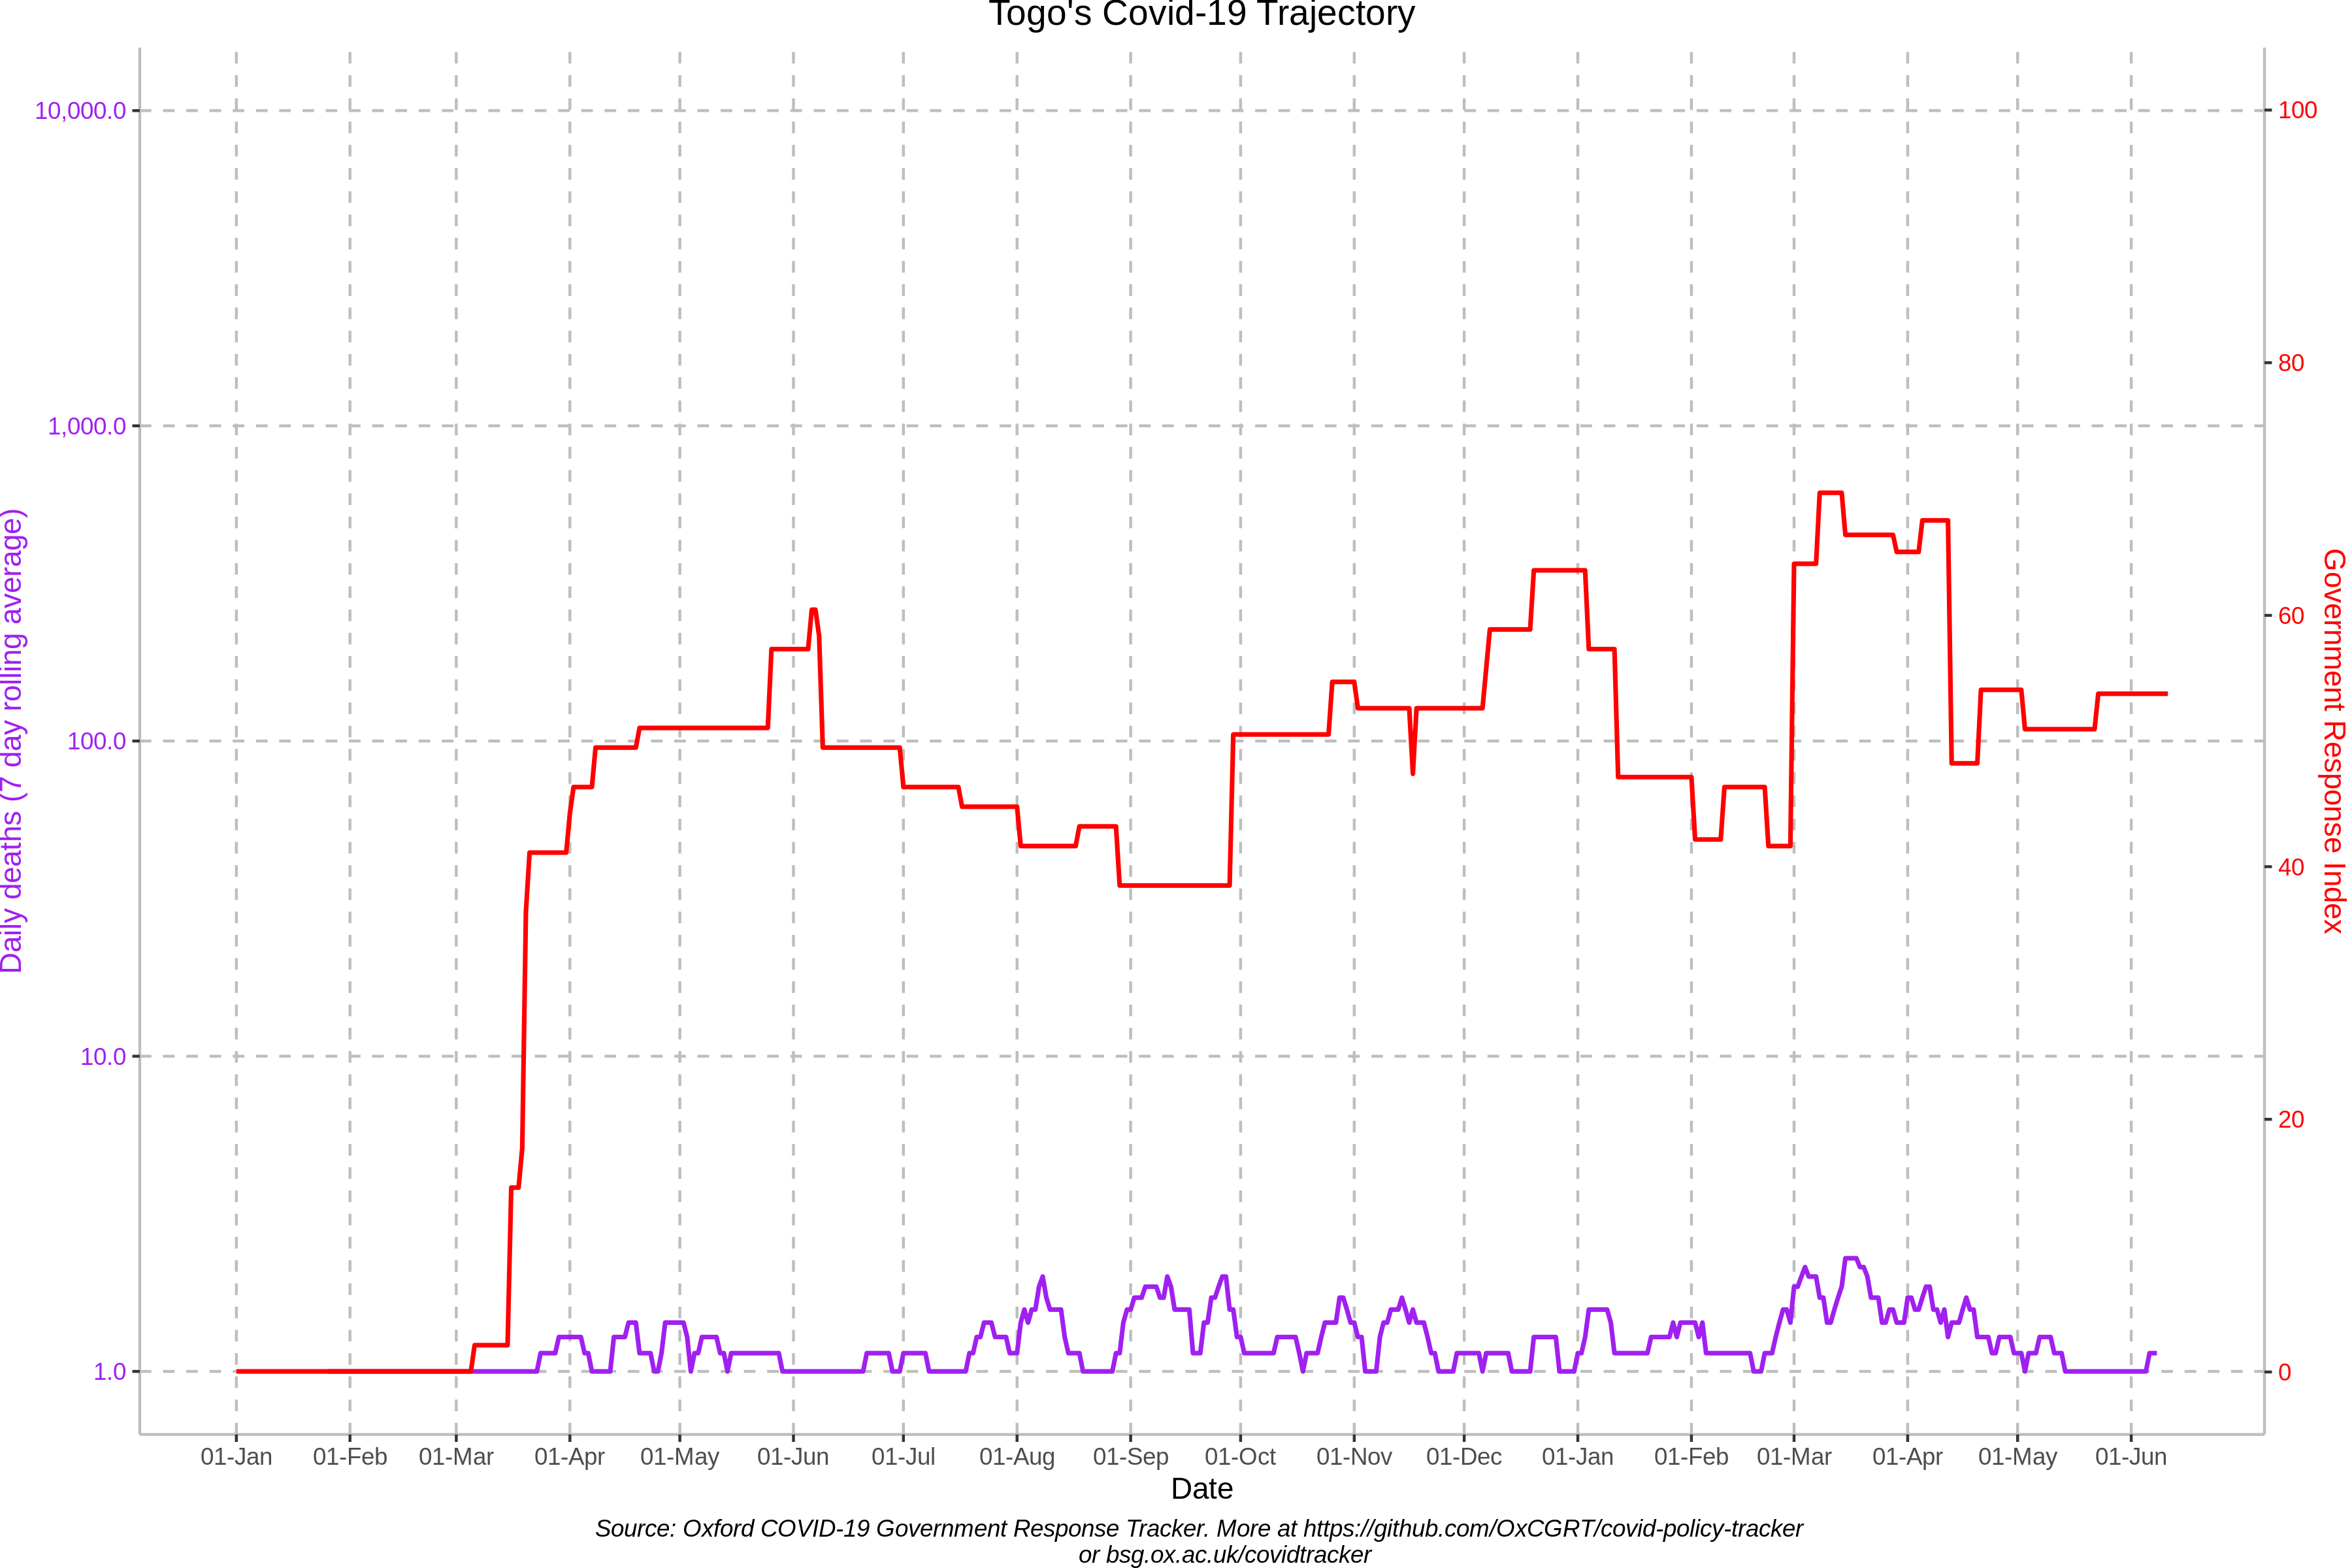 Togo's Covid-19 Trajectory
10,000.0
1,000.0
100.0
10.0
1.0
Daily deaths (7 day rolling average)
100
80
60
40
20
0
Government Response Index
01-Jan 01-Feb 01-Mar 01-Apr 01-May 01-Jun 01-Jul 01-Aug 01-Sep 01-Oct 01-Nov 01-Dec 01-Jan 01-Feb 01-Mar 01-Apr 01-May 01-Jun
Date
Source: Oxford COVID-19 Government Response Tracker. More at https://github.com/OxCGRT/covid-policy-tracker
or bsg.ox.ac.uk/covidtracker